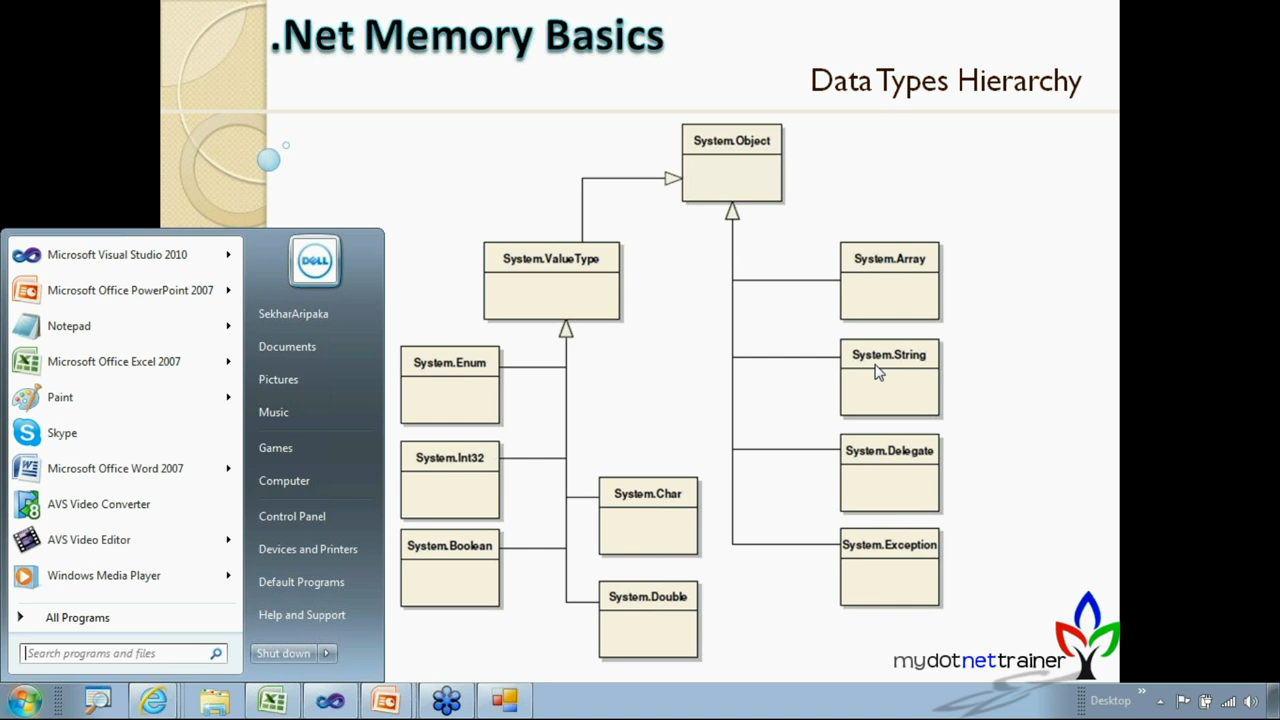 .Net Memory Basics
Data Types Hierarchy
System.Object
System.ValueType
System.Array
System.Enum
System.String
System.Int32
System.Delegate
System.Char
System.Boolean
System.Exception
System.Double
mydotnettrainer
Microsoft Visual Studio 2010
Microsoft Office PowerPoint 2007
Notepad
Microsoft Office Excel 2007
Paint
Skype
Microsoft Office Word 2007
AVS Video Converter
AVS Video Editor
Windows Media Player
All Programs
Search programs and files
DELL
SekharAripaka
Documents
Pictures
Music
Games
Computer
Control Panel
Devices and Printers
Default Programs
Help and Support
Shut down
Desktop